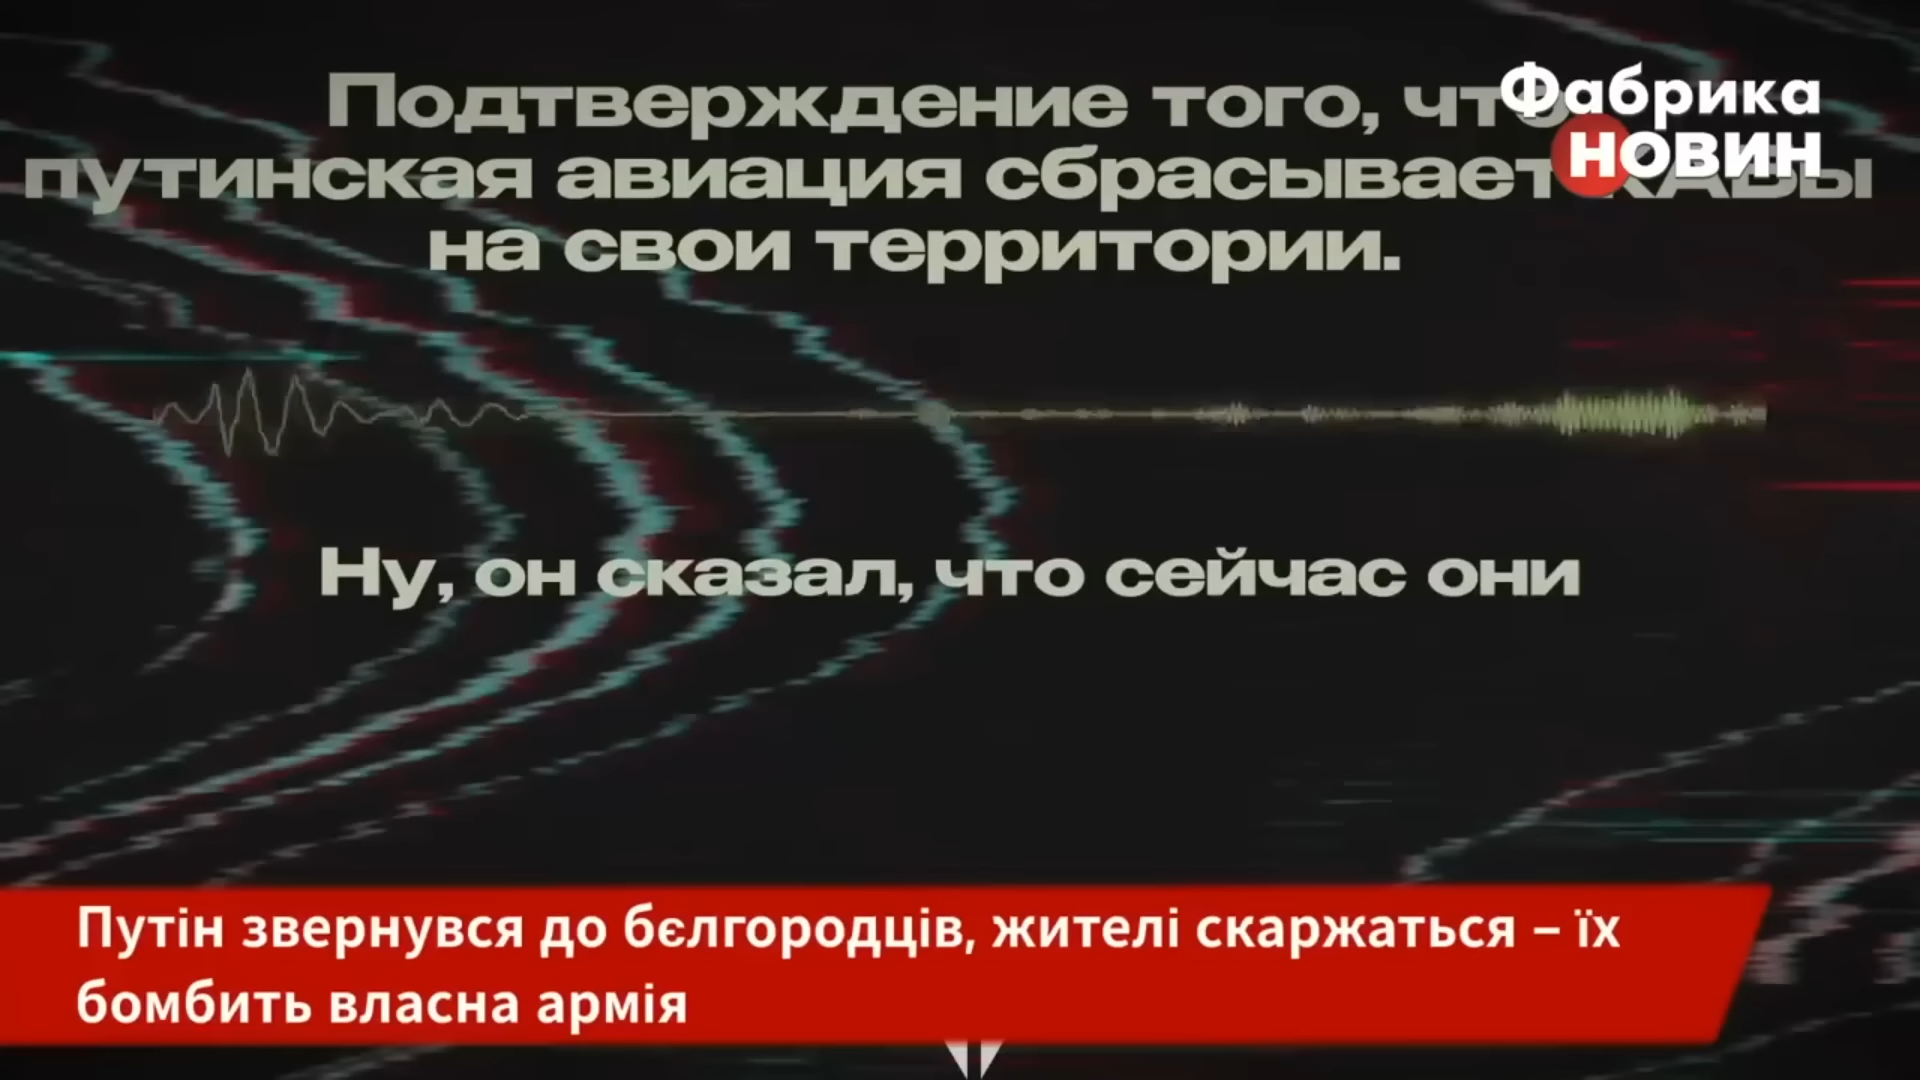 Подтверждение того, что
путинская авиация сбрасывает КАБы
на свои территории.
Фабрика
НОВИН
Ну, он сказал, что сейчас они
Путін звернувся до бєлгородців, жителі скаржаться – їх
бомбить власна армія